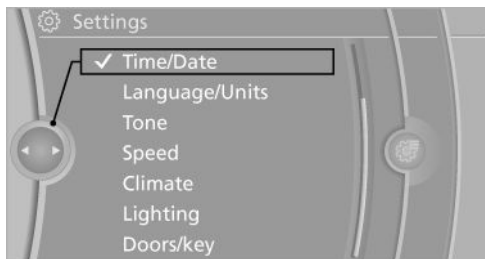 Settings
Time/Date
Language/Units
Tone
Speed
Climate
Lighting
Doors/key